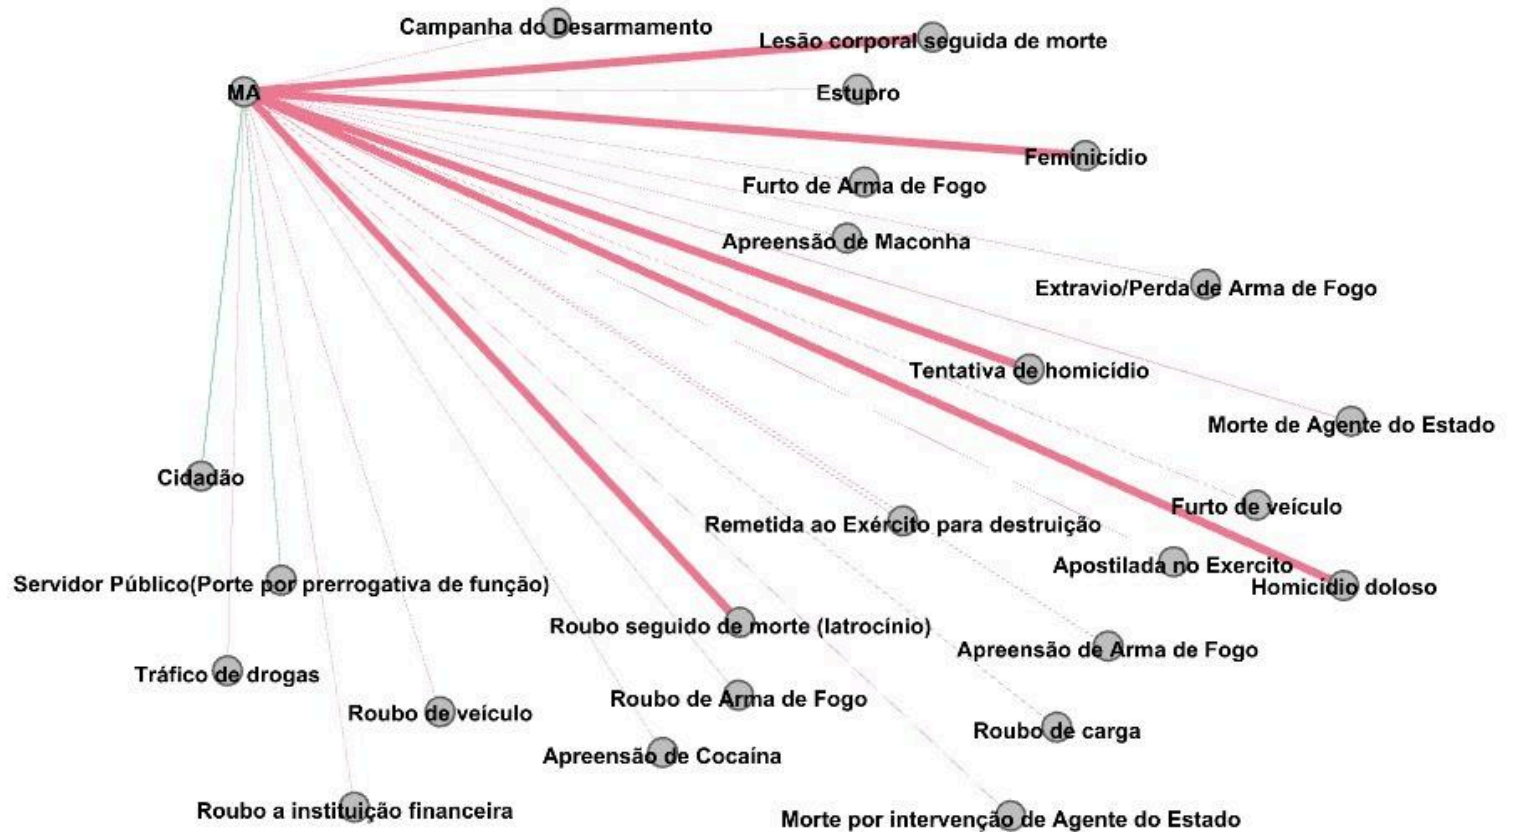 Campanha do Desarmamento
Lesão corporal seguida de morte
MA
Estupro
Feminicídio
Furto de Arma de Fogo
Apreensão de Maconha
Extravio/Perda de Arma de Fogo
Tentativa de homicídio
Morte de Agente do Estado
Cidadão
Furto de veículo
Remetida ao Exército para destruição
Apostilada no Exercito
Servidor Público(Porte por prerrogativa de função)
Homicídio doloso
Roubo seguido de morte (latrocínio)
Apreensão de Arma de Fogo
Tráfico de drogas
Roubo de Arma de Fogo
Roubo de veículo
Roubo de carga
Apreensão de Cocaína
Roubo a instituição financeira
Morte por intervenção de Agente do Estado